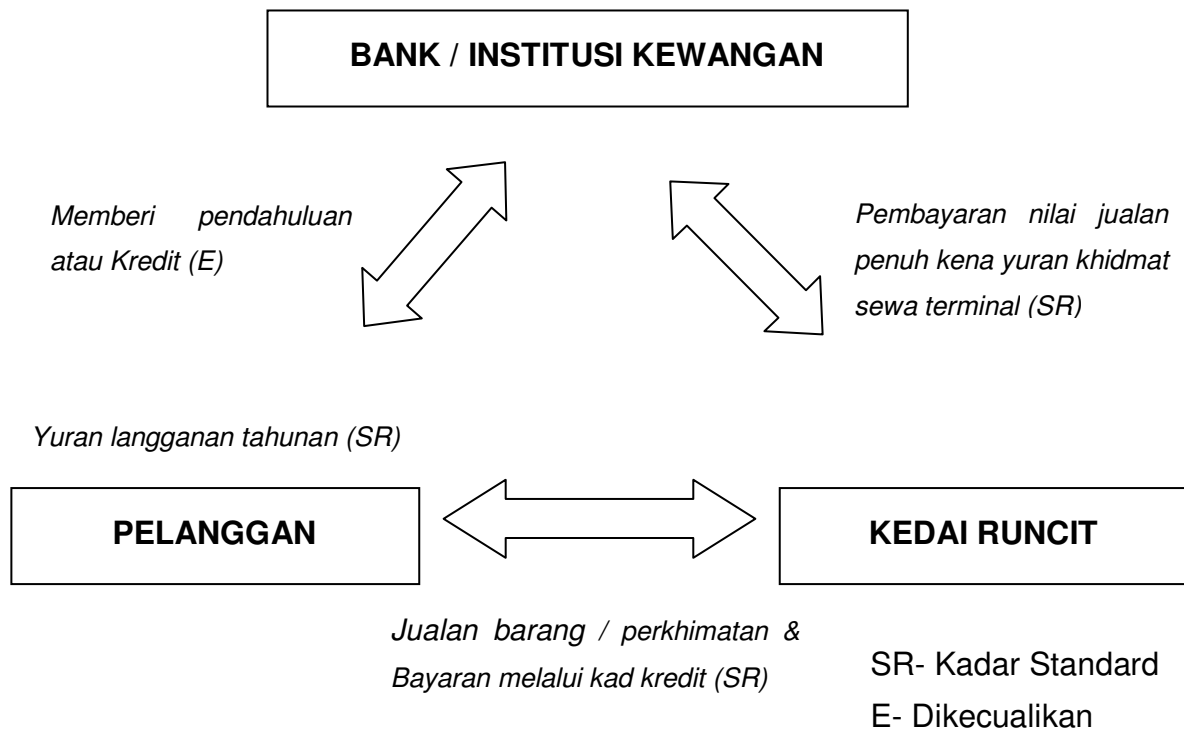 BANK / INSTITUSI KEWANGAN
Memberi pendahuluan
atau Kredit (E)
Pembayaran nilai jualan
penuh kena yuran khidmat
sewa terminal (SR)
Yuran langganan tahunan (SR)
PELANGGAN
KEDAI RUNCIT
Jualan barang / perkhimatan &
Bayaran melalui kad kredit (SR)
SR- Kadar Standard
E- Dikecualikan